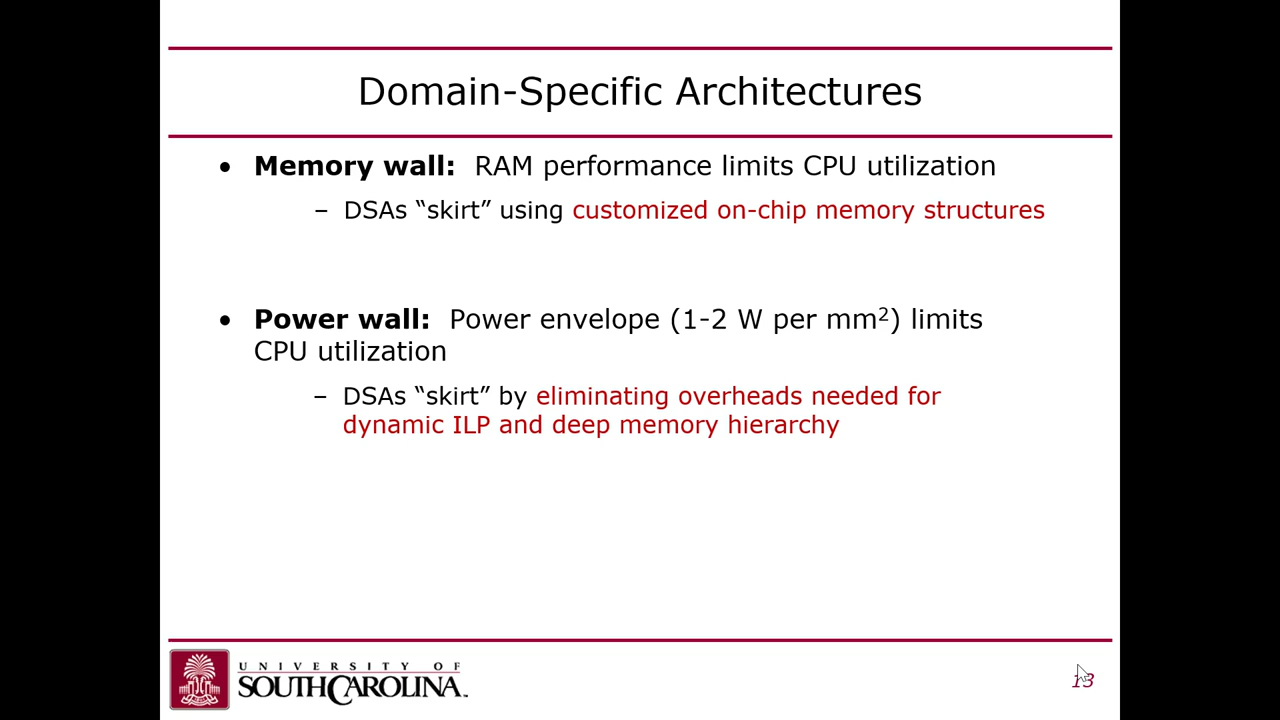 Domain-Specific Architectures
• Memory wall: RAM performance limits CPU utilization
– DSAs “skirt” using customized on-chip memory structures
• Power wall: Power envelope (1-2 W per mm²) limits
CPU utilization
– DSAs “skirt” by eliminating overheads needed for
dynamic ILP and deep memory hierarchy
UNIVERSITY OF
SOUTH CAROLINA™
13